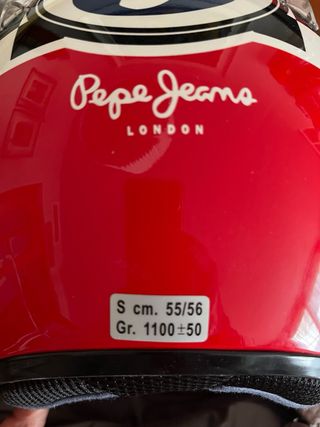 Pepe Jeans
LONDON
S cm. 55/56
Gr. 1100±50